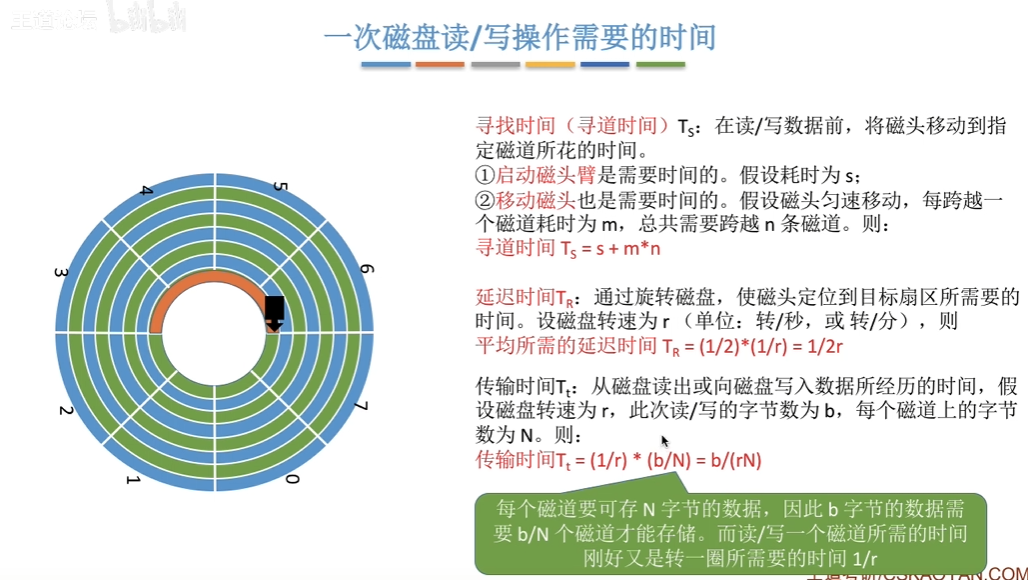 王道论坛 bilibili
一次磁盘读/写操作需要的时间
寻找时间（寻道时间）TS：在读/写数据前，将磁头移动到指
定磁道所花的时间。
①启动磁头臂是需要时间的。假设耗时为 s；
②移动磁头也是需要时间的。假设磁头匀速移动，每跨越一
个磁道耗时为 m，总共需要跨越 n 条磁道。则：
寻道时间 TS = s + m*n
延迟时间TR：通过旋转磁盘，使磁头定位到目标扇区所需要的
时间。设磁盘转速为 r （单位：转/秒，或 转/分），则
平均所需的延迟时间 TR = (1/2)*(1/r) = 1/2r
传输时间Tt：从磁盘读出或向磁盘写入数据所经历的时间，假
设磁盘转速为 r，此次读/写的字节数为 b，每个磁道上的字节
数为 N。则：
传输时间Tt = (1/r) * (b/N) = b/(rN)
每个磁道要可存 N 字节的数据，因此 b 字节的数据需
要 b/N 个磁道才能存储。而读/写一个磁道所需的时间
刚好又是转一圈所需要的时间 1/r
4
5
3
6
2
7
1
0
王道考研/CSKAOYAN.COM